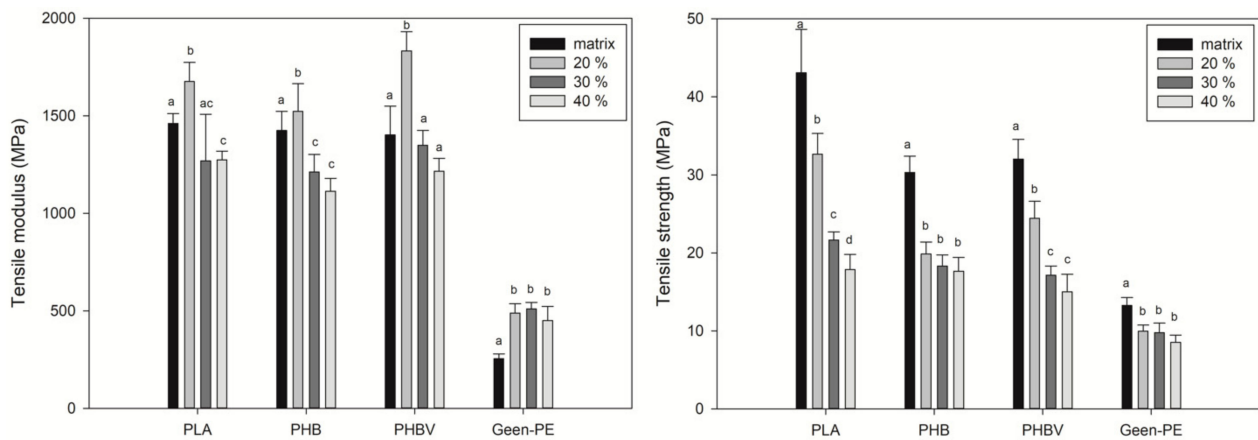 2000
1500
1000
500
0
Tensile modulus (MPa)
matrix
20 %
30 %
40 %
a
b
ac
c
a
b
c
c
a
b
a
a
a
b
b
b
PLA
PHB
PHBV
Geen-PE
50
40
30
20
10
0
Tensile strength (MPa)
matrix
20 %
30 %
40 %
a
b
c
d
a
b
b
b
a
b
c
c
a
b
b
b
PLA
PHB
PHBV
Geen-PE